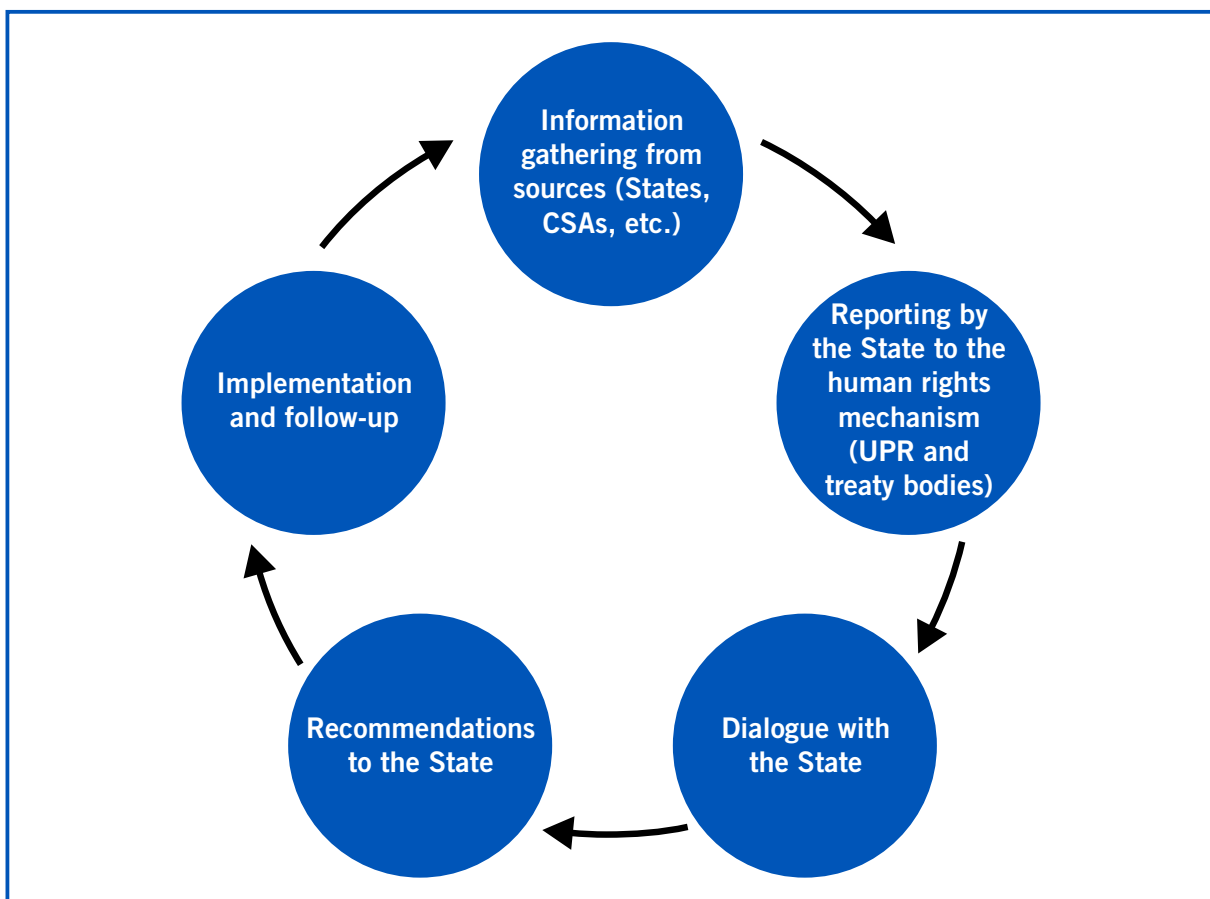 Information
gathering from
sources (States,
CSAs, etc.)
Reporting by
the State to the
human rights
mechanism
(UPR and
treaty bodies)
Dialogue with
the State
Recommendations
to the State
Implementation
and follow-up